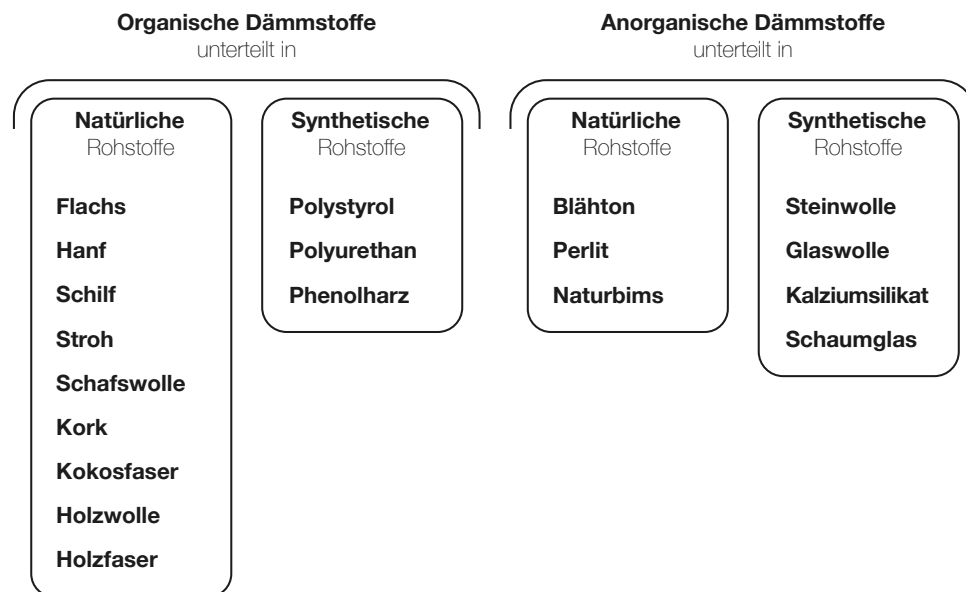 Organische Dämmstoffe
unterteilt in
Natürliche
Rohstoffe
Flachs
Hanf
Schilf
Stroh
Schafswolle
Kork
Kokosfaser
Holzwolle
Holzfaser
Synthetische
Rohstoffe
Polystyrol
Polyurethan
Phenolharz
Anorganische Dämmstoffe
unterteilt in
Natürliche
Rohstoffe
Blähton
Perlit
Naturbims
Synthetische
Rohstoffe
Steinwolle
Glaswolle
Kalziumsilikat
Schaumglas